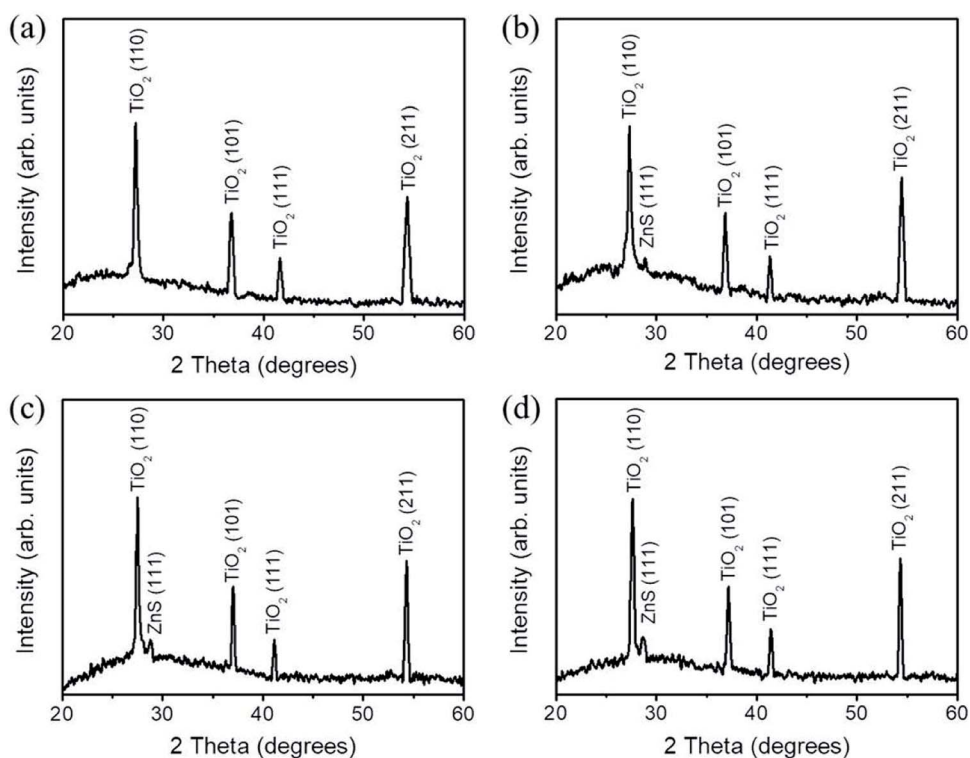 (a)
Intensity (arb. units)
TiO2 (110)
TiO2 (101)
TiO2 (111)
TiO2 (211)
20 30 40 50 60
2 Theta (degrees)
(b)
Intensity (arb. units)
TiO2 (110)
ZnS (111)
TiO2 (101)
TiO2 (111)
TiO2 (211)
20 30 40 50 60
2 Theta (degrees)
(c)
Intensity (arb. units)
TiO2 (110)
ZnS (111)
TiO2 (101)
TiO2 (111)
TiO2 (211)
20 30 40 50 60
2 Theta (degrees)
(d)
Intensity (arb. units)
TiO2 (110)
ZnS (111)
TiO2 (101)
TiO2 (111)
TiO2 (211)
20 30 40 50 60
2 Theta (degrees)